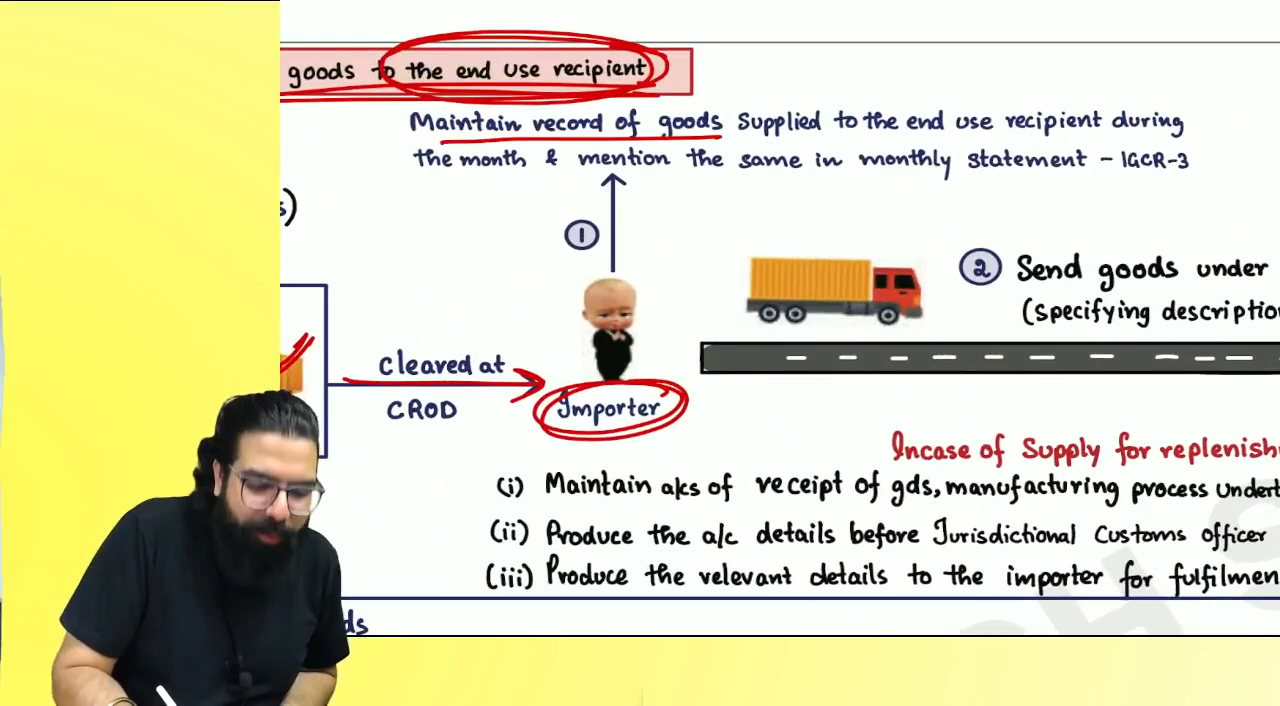 goods to the end use recipient
Maintain record of goods Supplied to the end use recipient during
the month & mention the same in monthly statement - IGCR-3
s)
1
2 Send goods under
(specifying descriptio
cleared at
CROD
Importer
Incase of Supply for replenish
(i) Maintain a/cs of receipt of gds, manufacturing process undert
(ii) Produce the a/c details before Jurisdictional Customs officer
(iii) Produce the relevant details to the importer for fulfilmen
ds